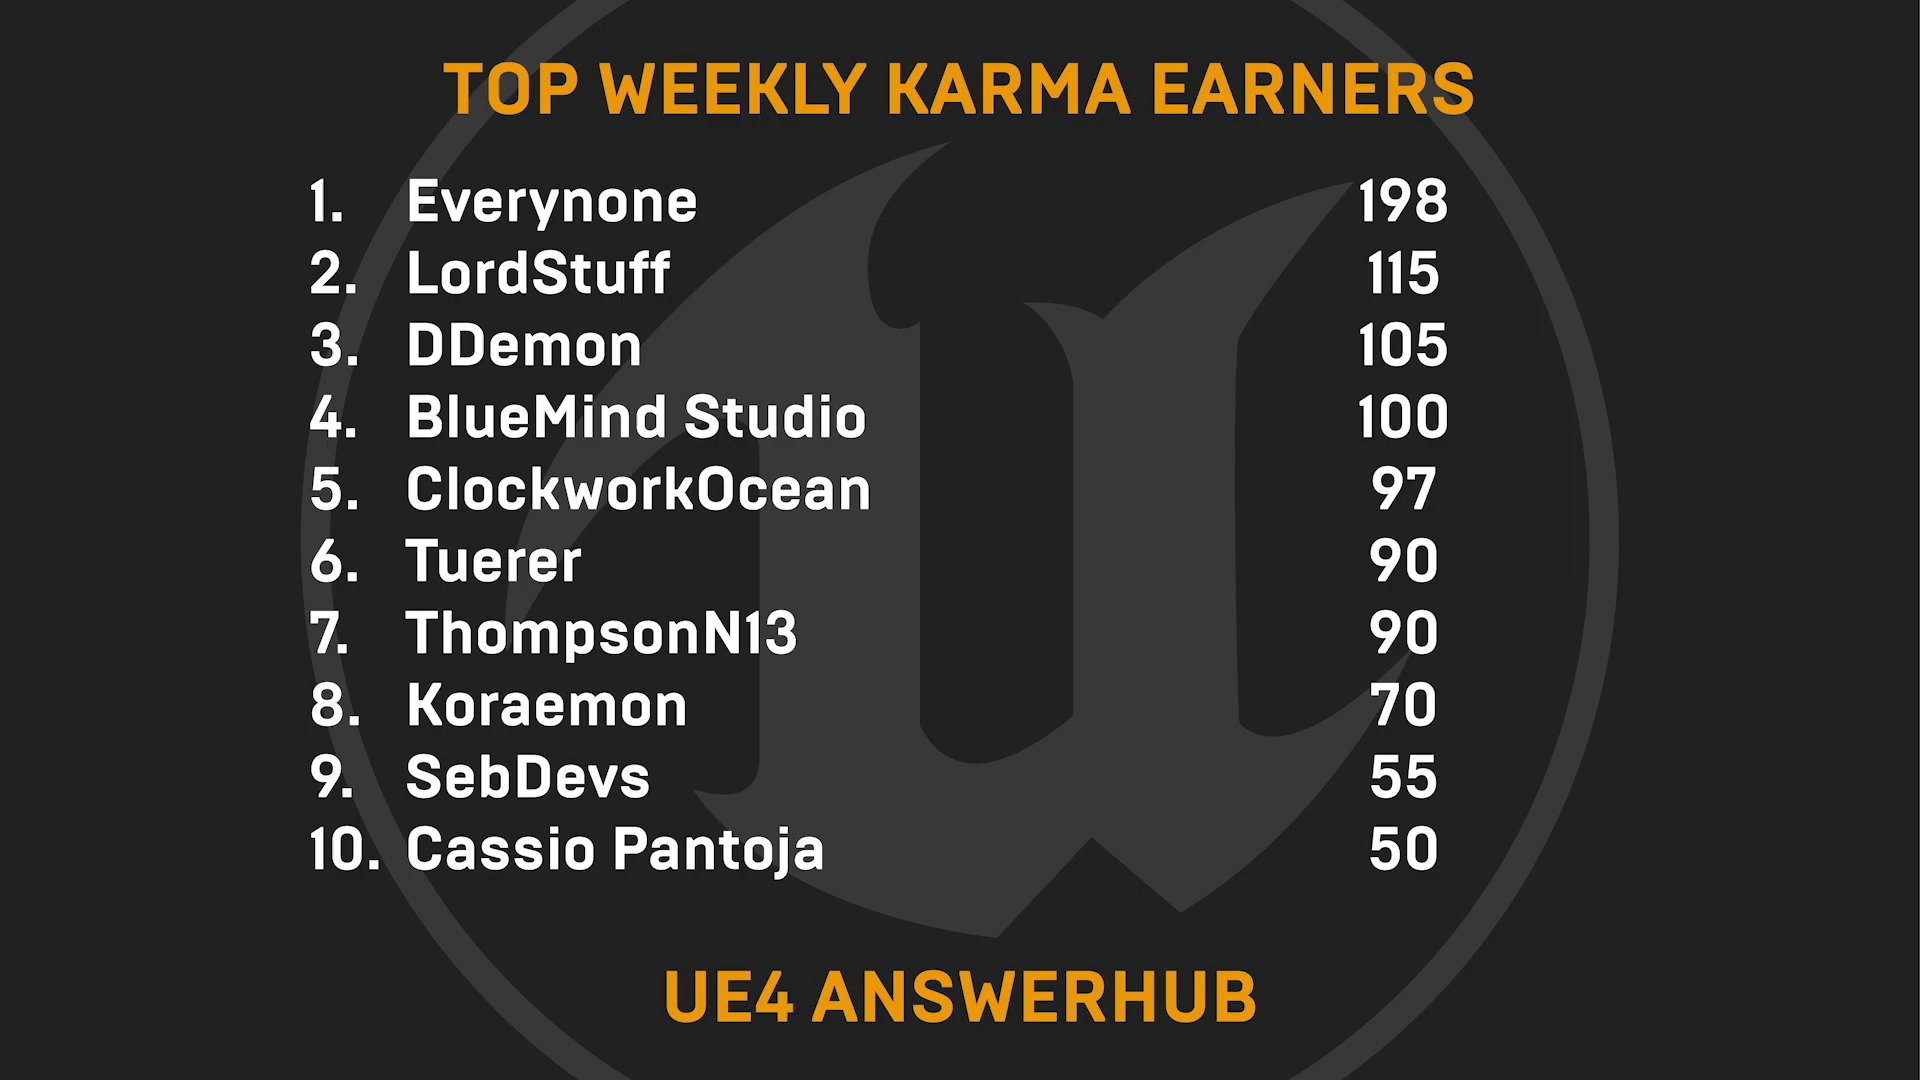 TOP WEEKLY KARMA EARNERS
1. Everynone 198
2. LordStuff 115
3. DDemon 105
4. BlueMind Studio 100
5. ClockworkOcean 97
6. Tuerer 90
7. ThompsonN13 90
8. Koraemon 70
9. SebDevs 55
10. Cassio Pantoja 50
UE4 ANSWERHUB